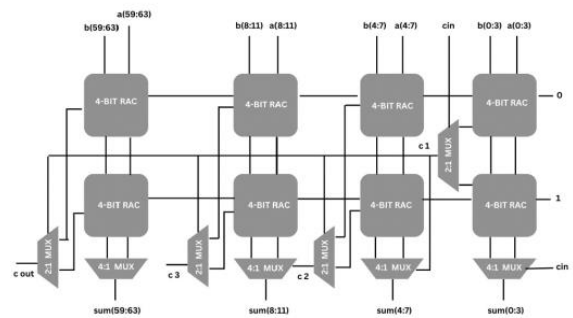 a(59:63)
b(59:63)
b(8:11) a(8:11)
b(4:7) a(4:7)
cin
b(0:3) a(0:3)
4-BIT RAC
4-BIT RAC
4-BIT RAC
4-BIT RAC
0
c 1
2:1 MUX
4-BIT RAC
4-BIT RAC
4-BIT RAC
4-BIT RAC
1
c out
2:1 MUX
4:1 MUX
c 3
2:1 MUX
4:1 MUX
c 2
2:1 MUX
4:1 MUX
4:1 MUX
cin
sum(59:63)
sum(8:11)
sum(4:7)
sum(0:3)